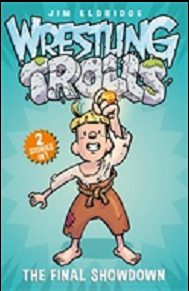 JIM ELDRIDGE
WRESTLING
TROLLS
2
STORIES
IN 1
THE FINAL SHOWDOWN